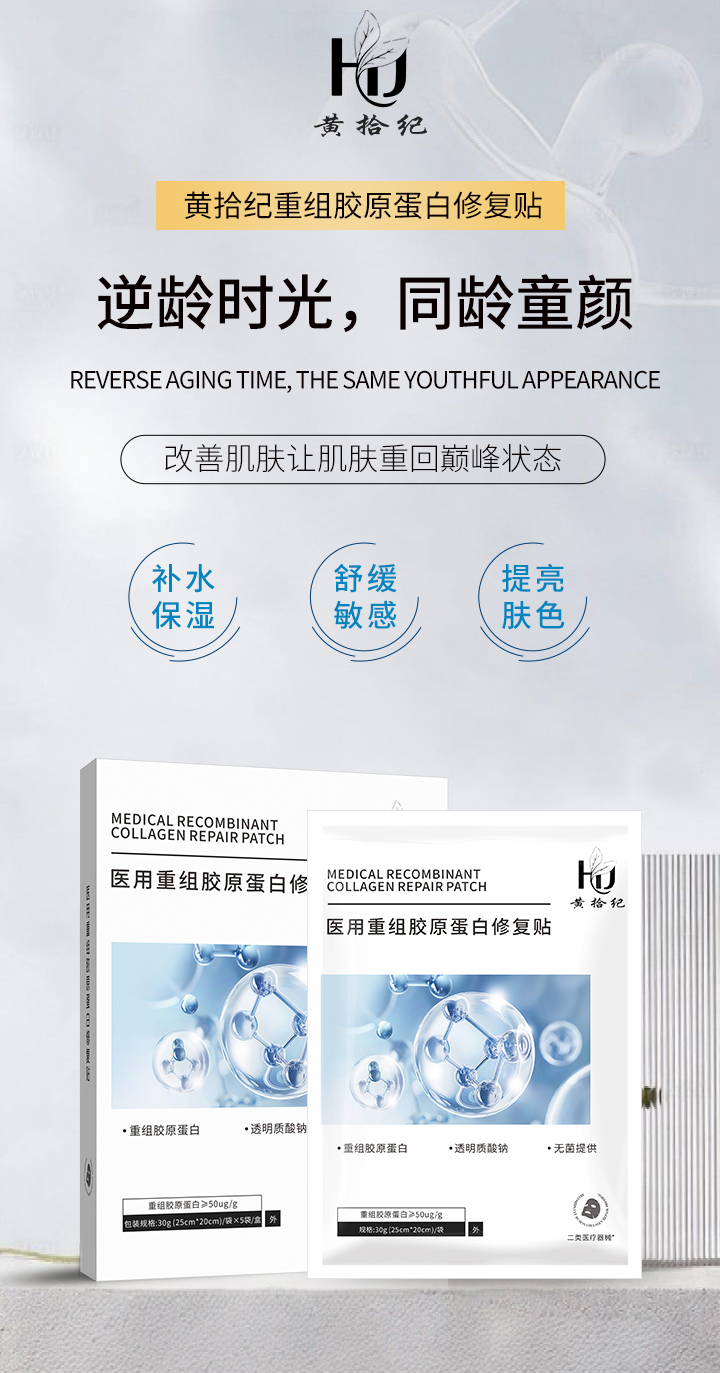 HJ
黄拾纪
黄拾纪重组胶原蛋白修复贴
逆龄时光，同龄童颜
REVERSE AGING TIME, THE SAME YOUTHFUL APPEARANCE
改善肌肤让肌肤重回巅峰状态
补水
保湿
舒缓
敏感
提亮
肤色
MEDICAL RECOMBINANT
COLLAGEN REPAIR PATCH
医用重组胶原蛋白修
•重组胶原蛋白
•透明质酸钠
重组胶原蛋白≥50ug/g
包装规格:30g (25cm*20cm)/袋×5袋/盒
外
MEDICAL RECOMBINANT
COLLAGEN REPAIR PATCH
HJ
黄拾纪
医用重组胶原蛋白修复贴
•重组胶原蛋白
•透明质酸钠
•无菌提供
重组胶原蛋白≥50ug/g
规格:30g (25cm*20cm)/袋
外
二类医疗器械*